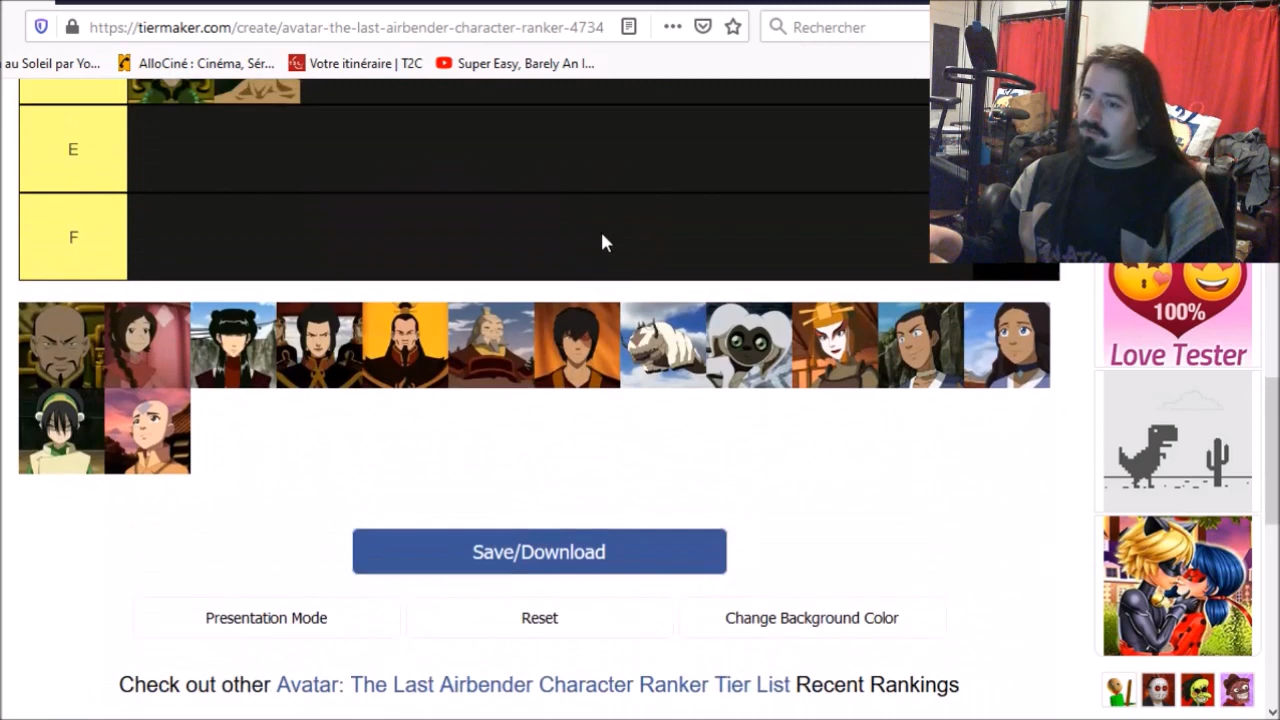 https://tiermaker.com/create/avatar-the-last-airbender-character-ranker-4734
Rechercher
au Soleil par Yo...
AlloCiné : Cinéma, Sér...
Votre itinéraire | T2C
Super Easy, Barely An I...
E
F
100%
Love Tester
Save/Download
Presentation Mode
Reset
Change Background Color
Check out other Avatar: The Last Airbender Character Ranker Tier List Recent Rankings